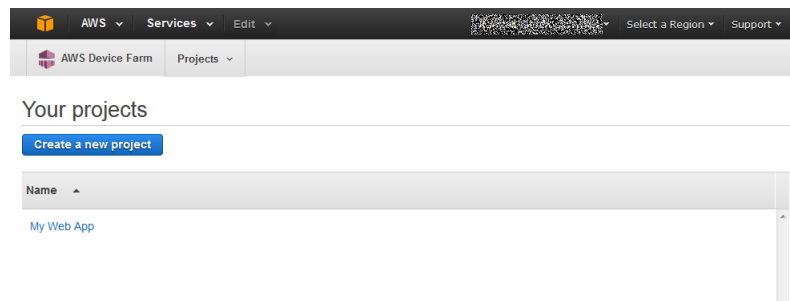 AWS Services Edit Select a Region Support
AWS Device Farm Projects
Your projects
Create a new project
Name
My Web App